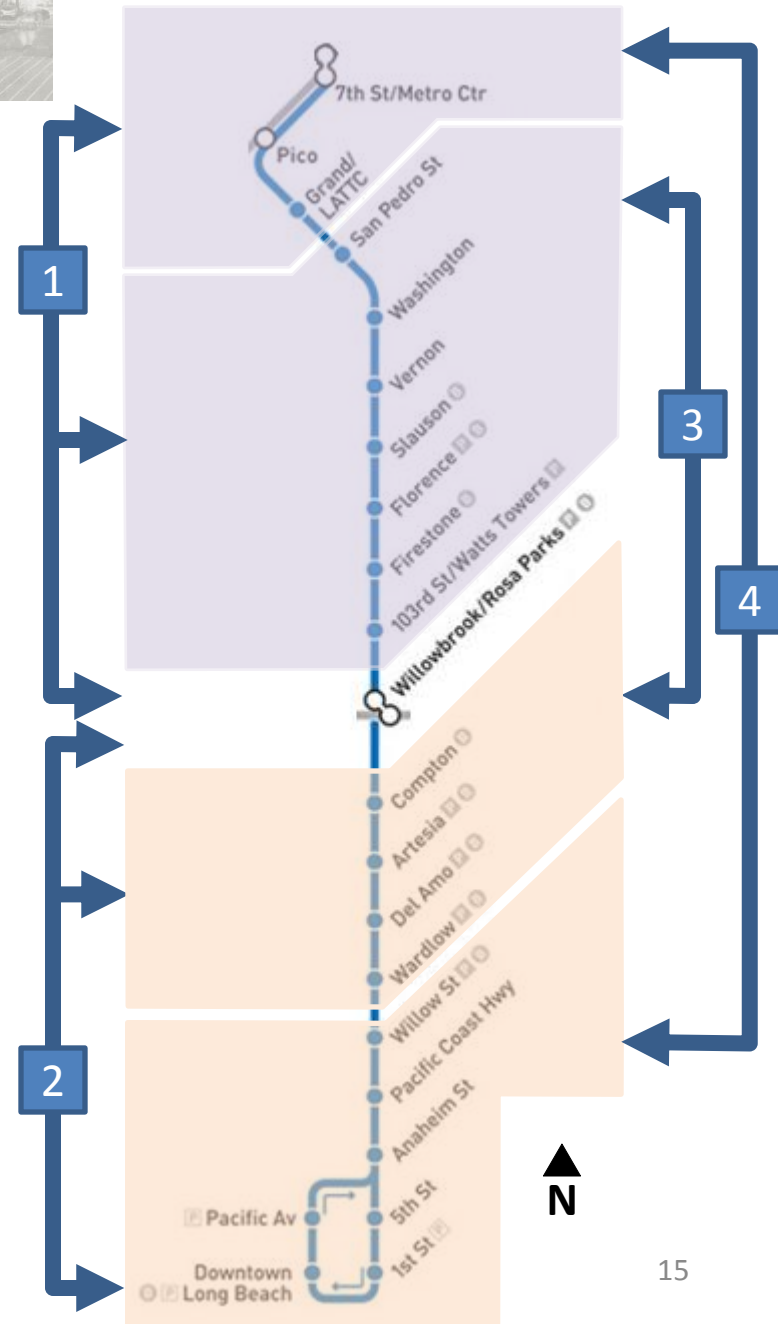 7th St/Metro Ctr
Pico
Grand/
LATTC
San Pedro St
Washington
1
Vernon
Slauson
3
Florence P
Firestone
103rd St/Watts Towers P
Willowbrook/Rosa Parks P
4
Compton
Artesia P
Del Amo P
Wardlow P
Willow St P
Pacific Coast Hwy
2
Anaheim St
N
P Pacific Av
5th St
1st St P
Downtown
P Long Beach
15